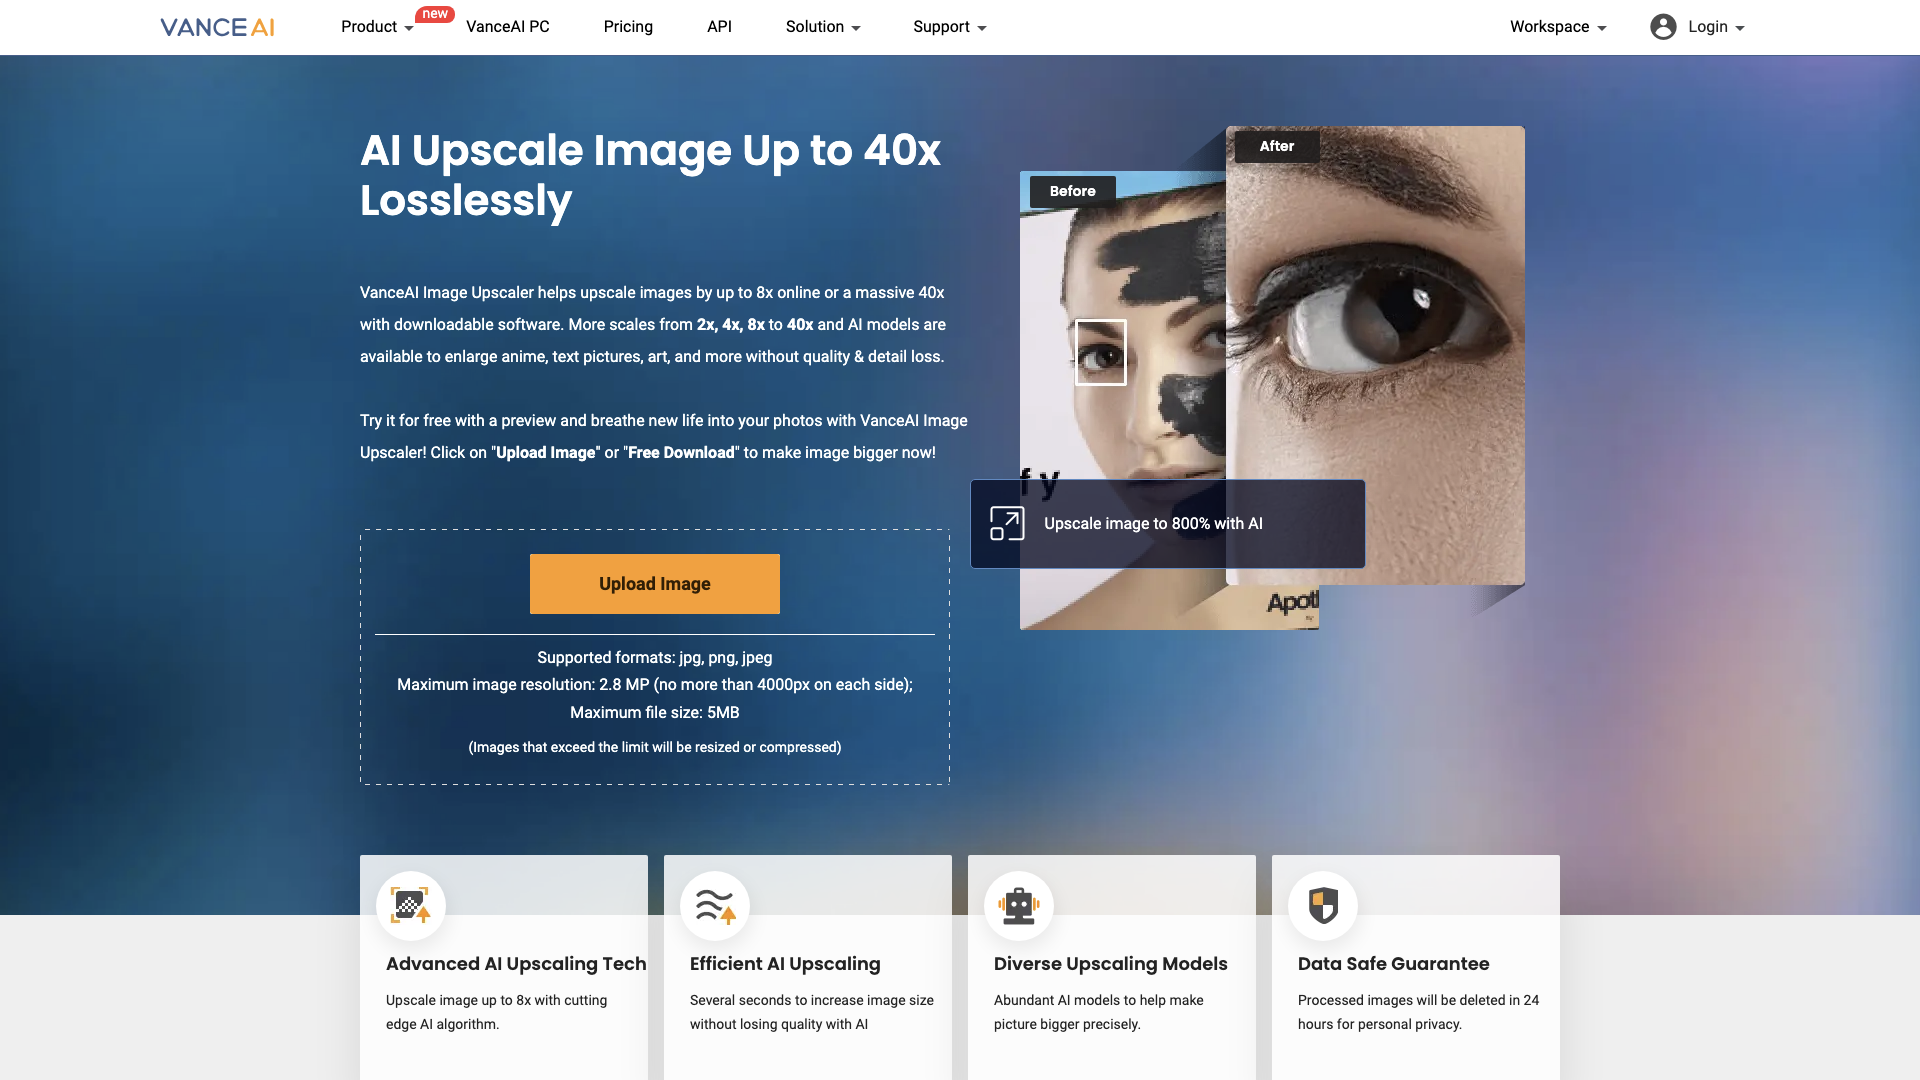 VANCE AI
Product
new
VanceAI PC
Pricing
API
Solution
Support
Workspace
Login
AI Upscale Image Up to 40x
Losslessly
VanceAI Image Upscaler helps upscale images by up to 8x online or a massive 40x
with downloadable software. More scales from 2x, 4x, 8x to 40x and AI models are
available to enlarge anime, text pictures, art, and more without quality & detail loss.
Try it for free with a preview and breathe new life into your photos with VanceAI Image
Upscaler! Click on "Upload Image" or "Free Download" to make image bigger now!
Upload Image
Supported formats: jpg, png, jpeg
Maximum image resolution: 2.8 MP (no more than 4000px on each side);
Maximum file size: 5MB
(Images that exceed the limit will be resized or compressed)
Before
After
fy
Upscale image to 800% with AI
Apot
Advanced AI Upscaling Tech
Upscale image up to 8x with cutting
edge AI algorithm.
Efficient AI Upscaling
Several seconds to increase image size
without losing quality with AI
Diverse Upscaling Models
Abundant AI models to help make
picture bigger precisely.
Data Safe Guarantee
Processed images will be deleted in 24
hours for personal privacy.